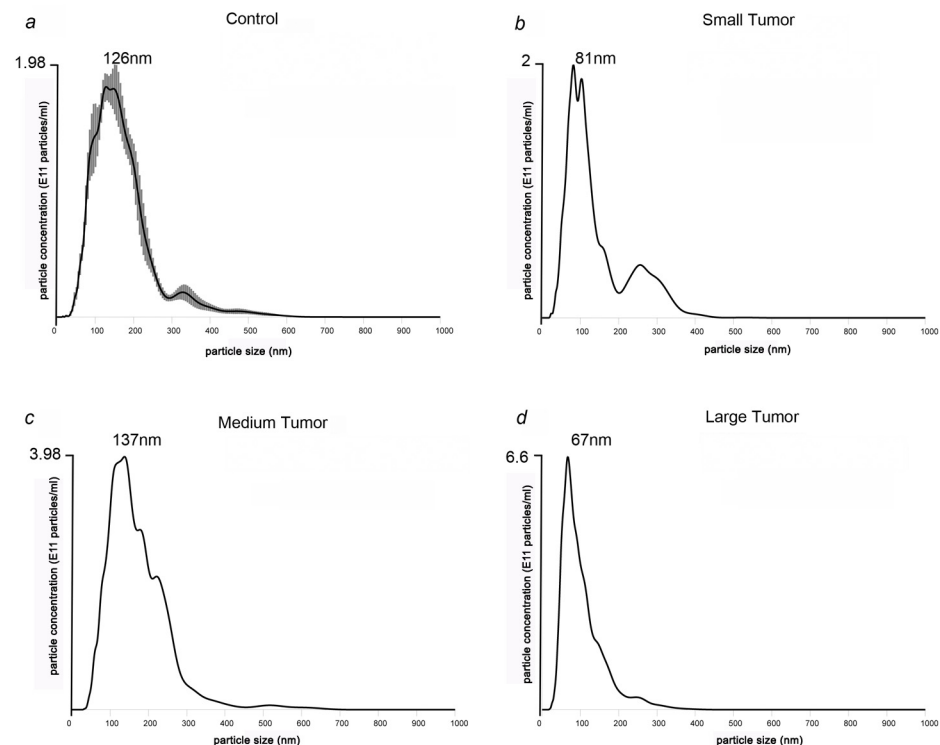 a
Control
1.98
126nm
particle concentration (E11 particles/ml)
0
100 200 300 400 500 600 700 800 900 1000
particle size (nm)
b
Small Tumor
2
81nm
particle concentration (E11 particles/ml)
0 100 200 300 400 500 600 700 800 900 1000
particle size (nm)
c
Medium Tumor
3.98
137nm
particle concentration (E11 particles/ml)
0 100 200 300 400 500 600 700 800 900 1000
particle size (nm)
d
Large Tumor
6.6
67nm
particle concentration (E11 particles/ml)
0 100 200 300 400 500 600 700 800 900 1000
particle size (nm)